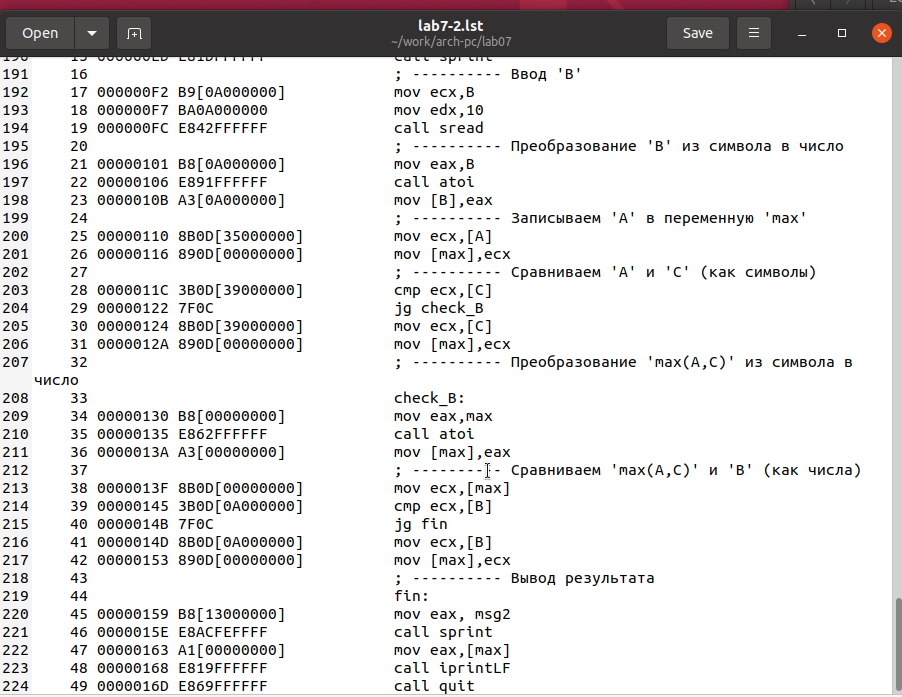 Open
lab7-2.lst
~/work/arch-pc/lab07
Save
190 15 000000ED E81DFFFFFF call sprint
191 16 ; ---------- Ввод 'B'
192 17 000000F2 B9[0A000000] mov ecx,B
193 18 000000F7 BA0A000000 mov edx,10
194 19 000000FC E842FFFFFF call sread
195 20 ; ---------- Преобразование 'B' из символа в число
196 21 00000101 B8[0A000000] mov eax,B
197 22 00000106 E891FFFFFF call atoi
198 23 0000010B A3[0A000000] mov [B],eax
199 24 ; ---------- Записываем 'A' в переменную 'max'
200 25 00000110 8B0D[35000000] mov ecx,[A]
201 26 00000116 890D[00000000] mov [max],ecx
202 27 ; ---------- Сравниваем 'A' и 'С' (как символы)
203 28 0000011C 3B0D[39000000] cmp ecx,[C]
204 29 00000122 7F0C jg check_B
205 30 00000124 8B0D[39000000] mov ecx,[C]
206 31 0000012A 890D[00000000] mov [max],ecx
207 32 ; ---------- Преобразование 'max(A,C)' из символа в
число
208 33 check_B:
209 34 00000130 B8[00000000] mov eax,max
210 35 00000135 E862FFFFFF call atoi
211 36 0000013A A3[00000000] mov [max],eax
212 37 ; ---------- Сравниваем 'max(A,C)' и 'B' (как числа)
213 38 0000013F 8B0D[00000000] mov ecx,[max]
214 39 00000145 3B0D[0A000000] cmp ecx,[B]
215 40 0000014B 7F0C jg fin
216 41 0000014D 8B0D[0A000000] mov ecx,[B]
217 42 00000153 890D[00000000] mov [max],ecx
218 43 ; ---------- Вывод результата
219 44 fin:
220 45 00000159 B8[13000000] mov eax, msg2
221 46 0000015E E8ACFEFFFF call sprint
222 47 00000163 A1[00000000] mov eax,[max]
223 48 00000168 E819FFFFFF call iprintLF
224 49 0000016D E869FFFFFF call quit